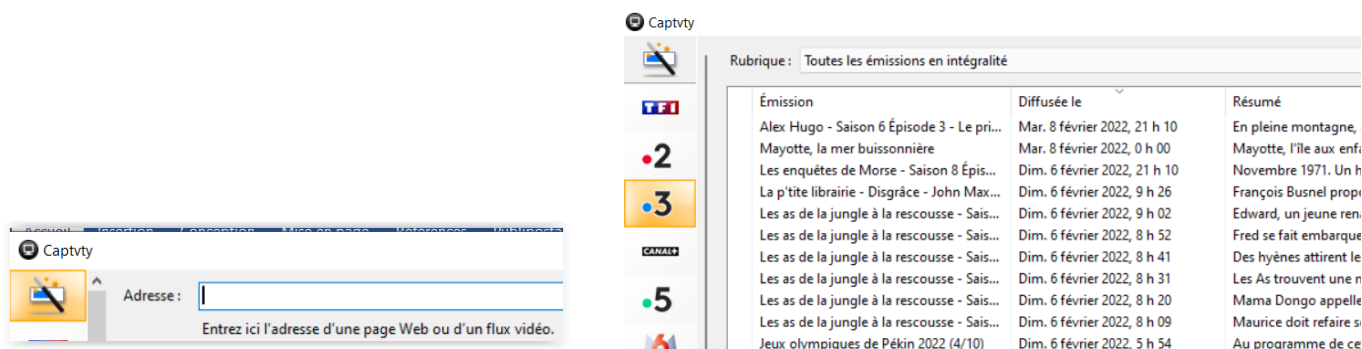 Accueil Insertion Conception Mise en page Références
Captvty
Adresse :
Entrez ici l'adresse d'une page Web ou d'un flux vidéo.
Captvty
Rubrique : Toutes les émissions en intégralité
Émission Diffusée le Résumé
Alex Hugo - Saison 6 Épisode 3 - Le pri... Mar. 8 février 2022, 21 h 10 En pleine montagne,
Mayotte, la mer buissonnière Mar. 8 février 2022, 0 h 00 Mayotte, l'île aux enfa
Les enquêtes de Morse - Saison 8 Épis... Dim. 6 février 2022, 21 h 10 Novembre 1971. Un h
La p'tite librairie - Disgrâce - John Max... Dim. 6 février 2022, 9 h 26 François Busnel prop
Les as de la jungle à la rescousse - Sais... Dim. 6 février 2022, 9 h 02 Edward, un jeune ren
Les as de la jungle à la rescousse - Sais... Dim. 6 février 2022, 8 h 52 Fred se fait embarque
Les as de la jungle à la rescousse - Sais... Dim. 6 février 2022, 8 h 41 Des hyènes attirent le
Les as de la jungle à la rescousse - Sais... Dim. 6 février 2022, 8 h 31 Les As trouvent une
Les as de la jungle à la rescousse - Sais... Dim. 6 février 2022, 8 h 20 Mama Dongo appelle
Les as de la jungle à la rescousse - Sais... Dim. 6 février 2022, 8 h 09 Maurice doit refaire s
Jeux olympiques de Pékin 2022 (4/10) Dim. 6 février 2022, 5 h 54 Au programme de ce
TF1
2
3
CANAL+
5
6